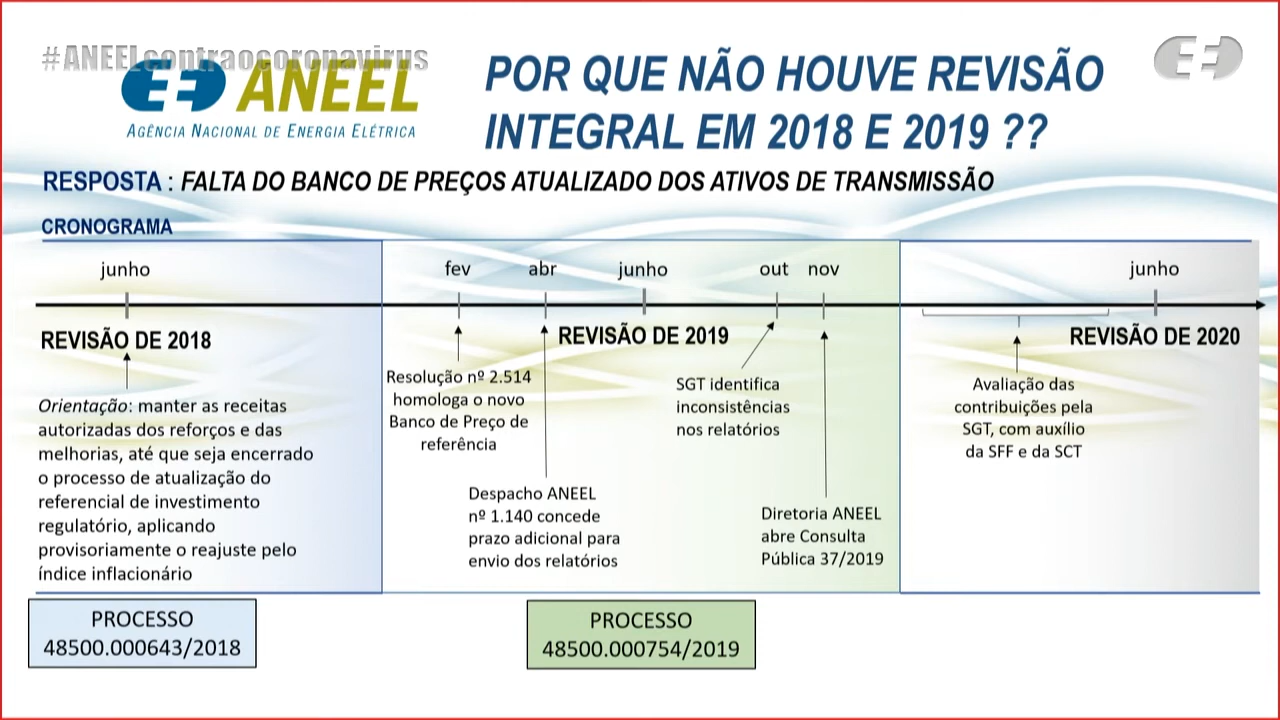 #ANEELcontraocoronavirus
ANEEL
AGÊNCIA NACIONAL DE ENERGIA ELÉTRICA
POR QUE NÃO HOUVE REVISÃO
INTEGRAL EM 2018 E 2019 ??
RESPOSTA : FALTA DO BANCO DE PREÇOS ATUALIZADO DOS ATIVOS DE TRANSMISSÃO
CRONOGRAMA
junho
fev
abr
junho
out
nov
junho
REVISÃO DE 2018
REVISÃO DE 2019
REVISÃO DE 2020
Orientação: manter as receitas
autorizadas dos reforços e das
melhorias, até que seja encerrado
o processo de atualização do
referencial de investimento
regulatório, aplicando
provisoriamente o reajuste pelo
índice inflacionário
Resolução nº 2.514
homologa o novo
Banco de Preço de
referência
Despacho ANEEL
nº 1.140 concede
prazo adicional para
envio dos relatórios
SGT identifica
inconsistências
nos relatórios
Diretoria ANEEL
abre Consulta
Pública 37/2019
Avaliação das
contribuições pela
SGT, com auxílio
da SFF e da SCT
PROCESSO
48500.000643/2018
PROCESSO
48500.000754/2019